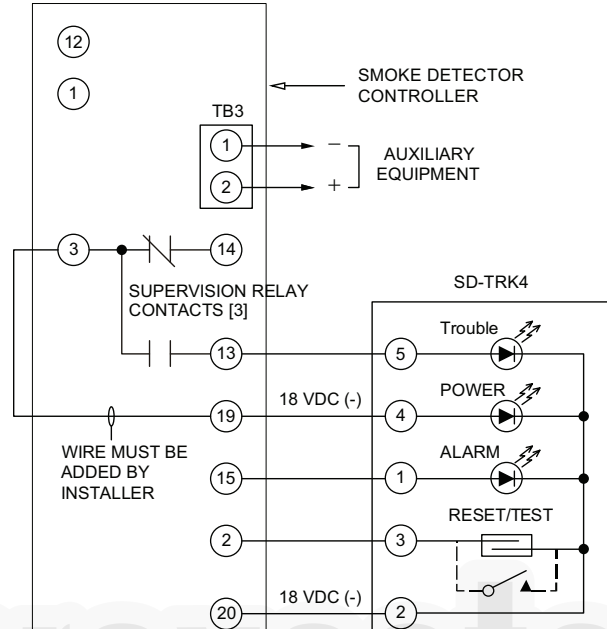 12
1
SMOKE DETECTOR
CONTROLLER
TB3
1
−
2
+
AUXILIARY
EQUIPMENT
3
14
SUPERVISION RELAY
CONTACTS [3]
13
SD-TRK4
5
Trouble
19
18 VDC (-)
4
POWER
WIRE MUST BE
ADDED BY
INSTALLER
15
1
ALARM
2
3
RESET/TEST
20
18 VDC (-)
2